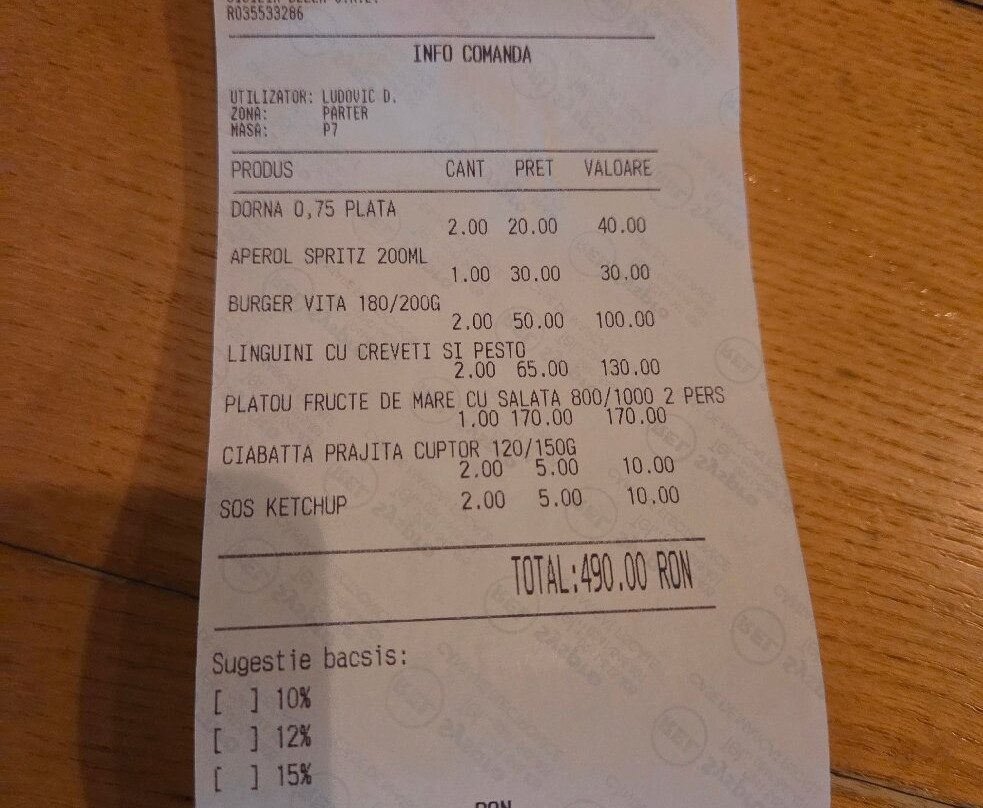 RO35533286
INFO COMANDA
UTILIZATOR: LUDOVIC D.
ZONA: PARTER
MASA: P7
PRODUS CANT PRET VALOARE
DORNA 0,75 PLATA
2.00 20.00 40.00
APEROL SPRITZ 200ML
1.00 30.00 30.00
BURGER VITA 180/200G
2.00 50.00 100.00
LINGUINI CU CREVETI SI PESTO
2.00 65.00 130.00
PLATOU FRUCTE DE MARE CU SALATA 800/1000 2 PERS
1.00 170.00 170.00
CIABATTA PRAJITA CUPTOR 120/150G
2.00 5.00 10.00
SOS KETCHUP 2.00 5.00 10.00
TOTAL:490.00 RON
Sugestie bacsis:
[ ] 10%
[ ] 12%
[ ] 15%
RON